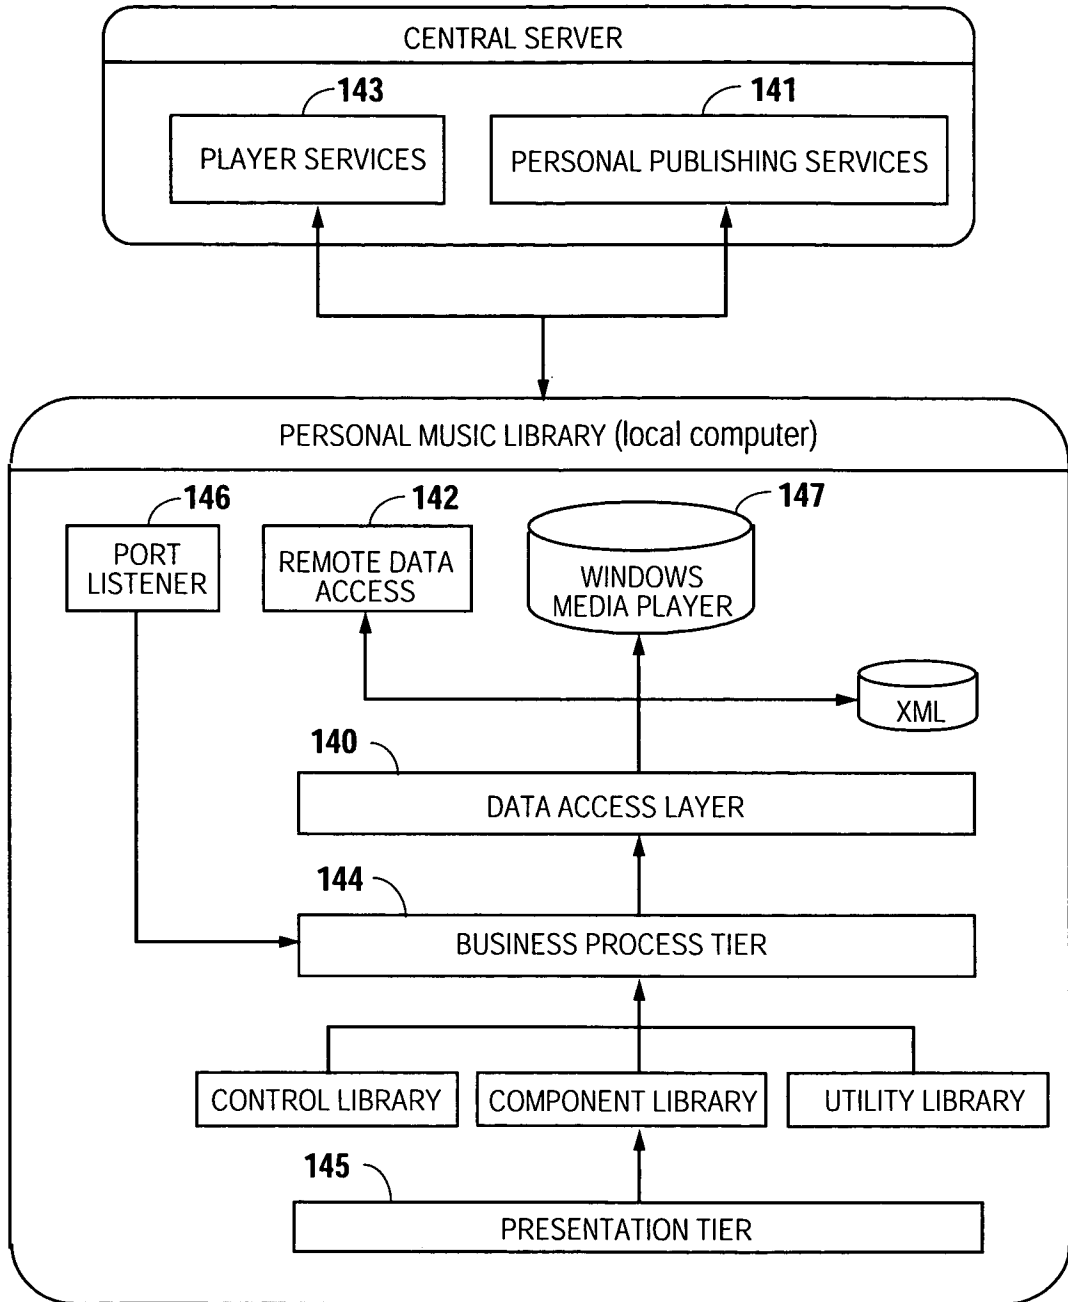 CENTRAL SERVER
143
141
PLAYER SERVICES
PERSONAL PUBLISHING SERVICES
PERSONAL MUSIC LIBRARY (local computer)
146
142
147
PORT
LISTENER
REMOTE DATA
ACCESS
WINDOWS
MEDIA PLAYER
XML
140
DATA ACCESS LAYER
144
BUSINESS PROCESS TIER
CONTROL LIBRARY
COMPONENT LIBRARY
UTILITY LIBRARY
145
PRESENTATION TIER